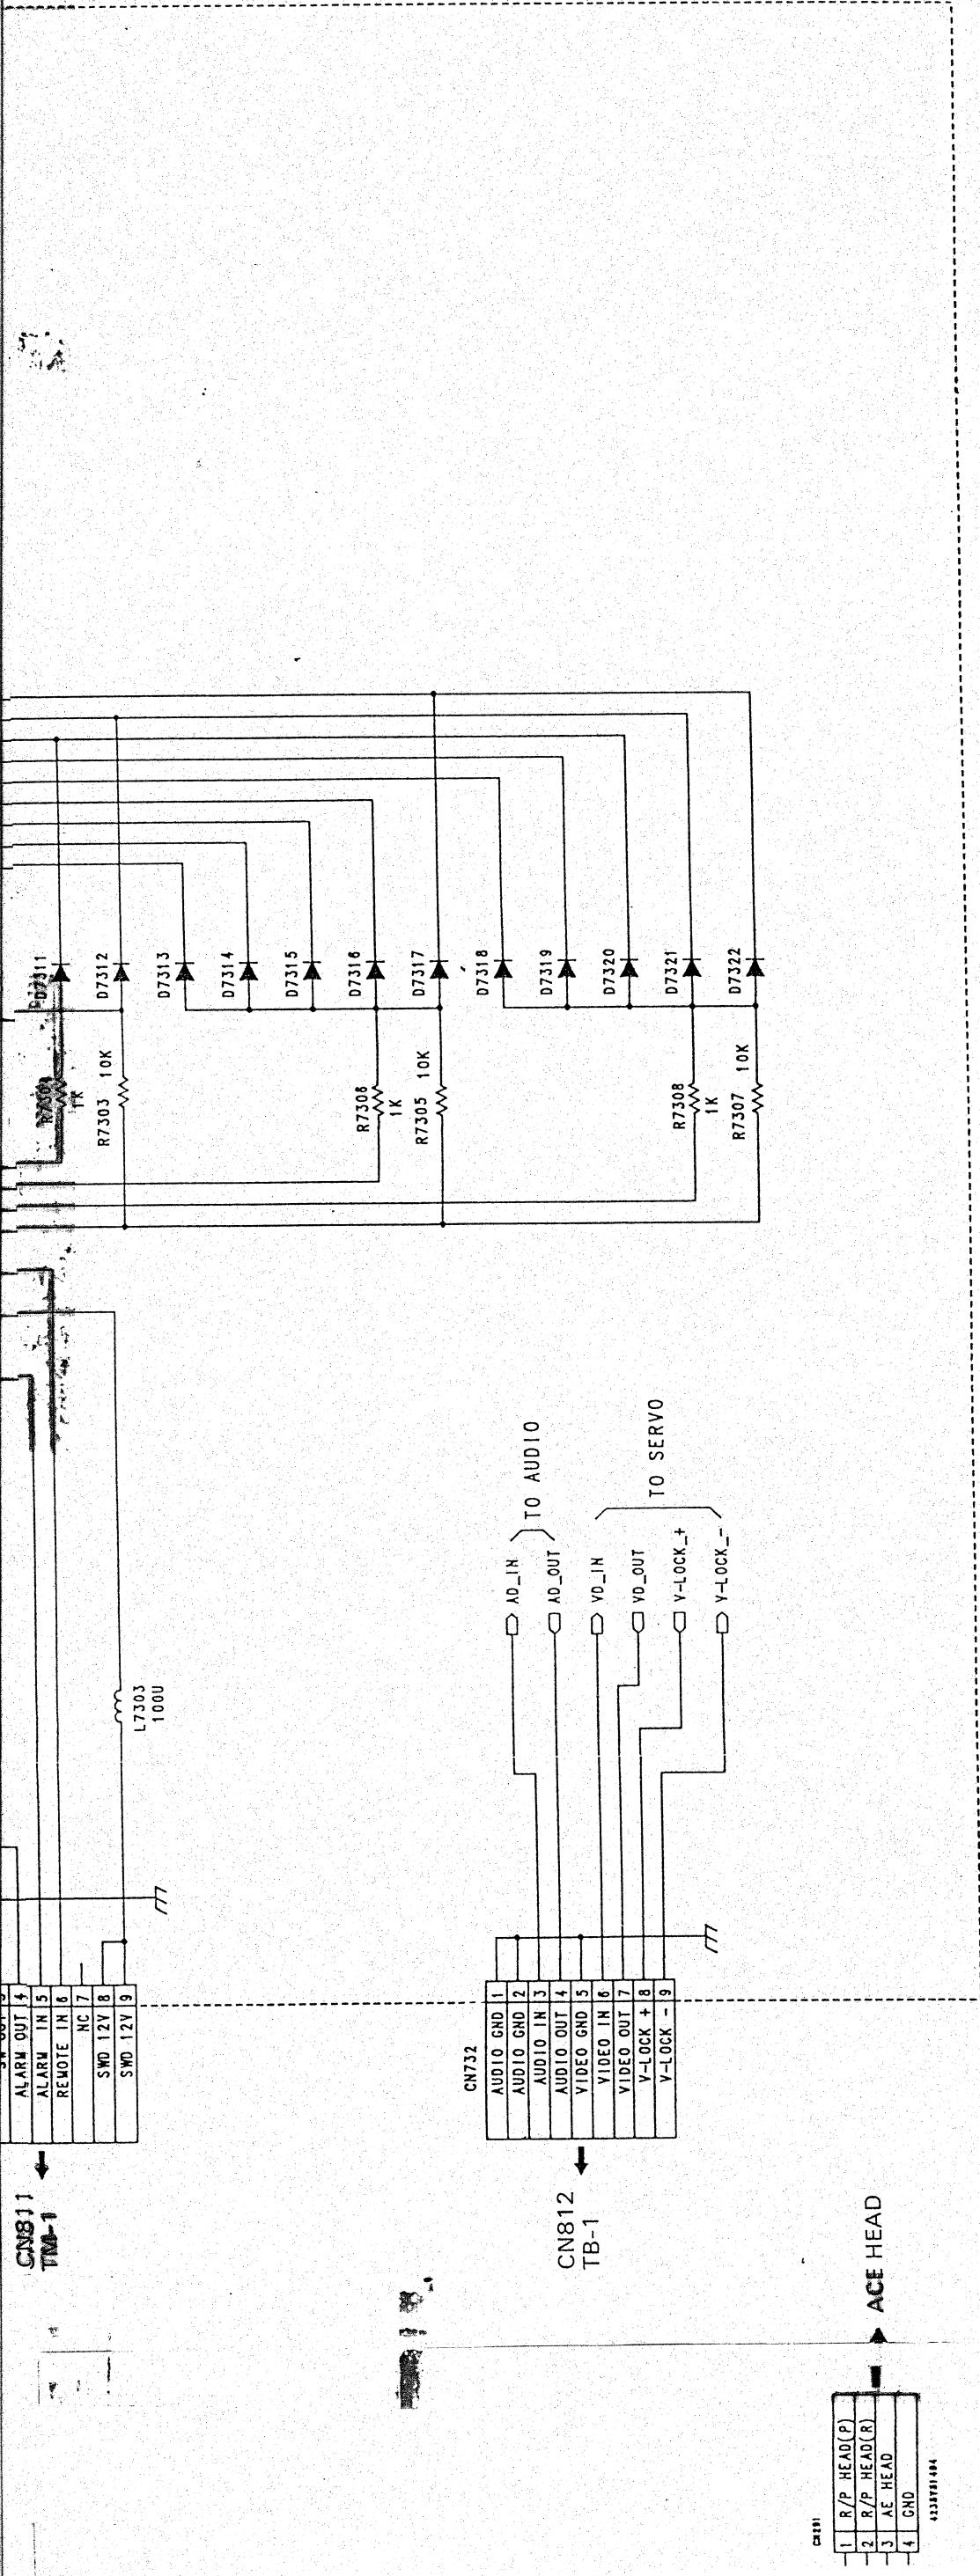 D7311
D7312
D7313
D7314
D7315
D7316
D7317
D7318
D7319
D7320
D7321
D7322
1K
R7303 10K
R7306
1K
R7305 10K
R7308
1K
R7307 10K
L7303
100U
ALARM OUT 4
ALARM IN 5
REMOTE IN 6
NC 7
SWD 12V 8
SWD 12V 9
CN811
TM-1
AD_IN
AD_OUT
TO AUDIO
VD_IN
VD_OUT
V-LOCK_+
V-LOCK_-
TO SERVO
CN732
AUDIO GND 1
AUDIO GND 2
AUDIO IN 3
AUDIO OUT 4
VIDEO GND 5
VIDEO IN 6
VIDEO OUT 7
V-LOCK + 8
V-LOCK - 9
CN812
TB-1
ACE HEAD
CN291
1 R/P HEAD(P)
2 R/P HEAD(R)
3 AE HEAD
4 GND